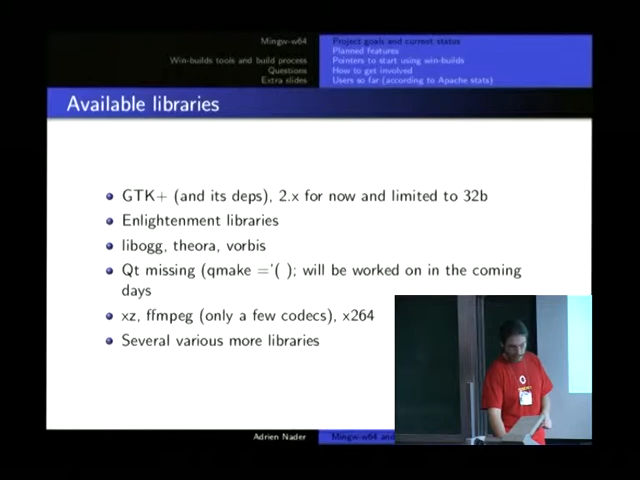 Mingw-w64
Win-builds tools and build process
Questions
Extra slides
Project goals and current status
Planned features
Pointers to start using win-builds
How to get involved
Users so far (according to Apache stats)
Available libraries
GTK+ (and its deps), 2.x for now and limited to 32b
Enlightenment libraries
libogg, theora, vorbis
Qt missing (qmake ='( ); will be worked on in the coming
days
xz, ffmpeg (only a few codecs), x264
Several various more libraries
Adrien Nader
Mingw-w64 and